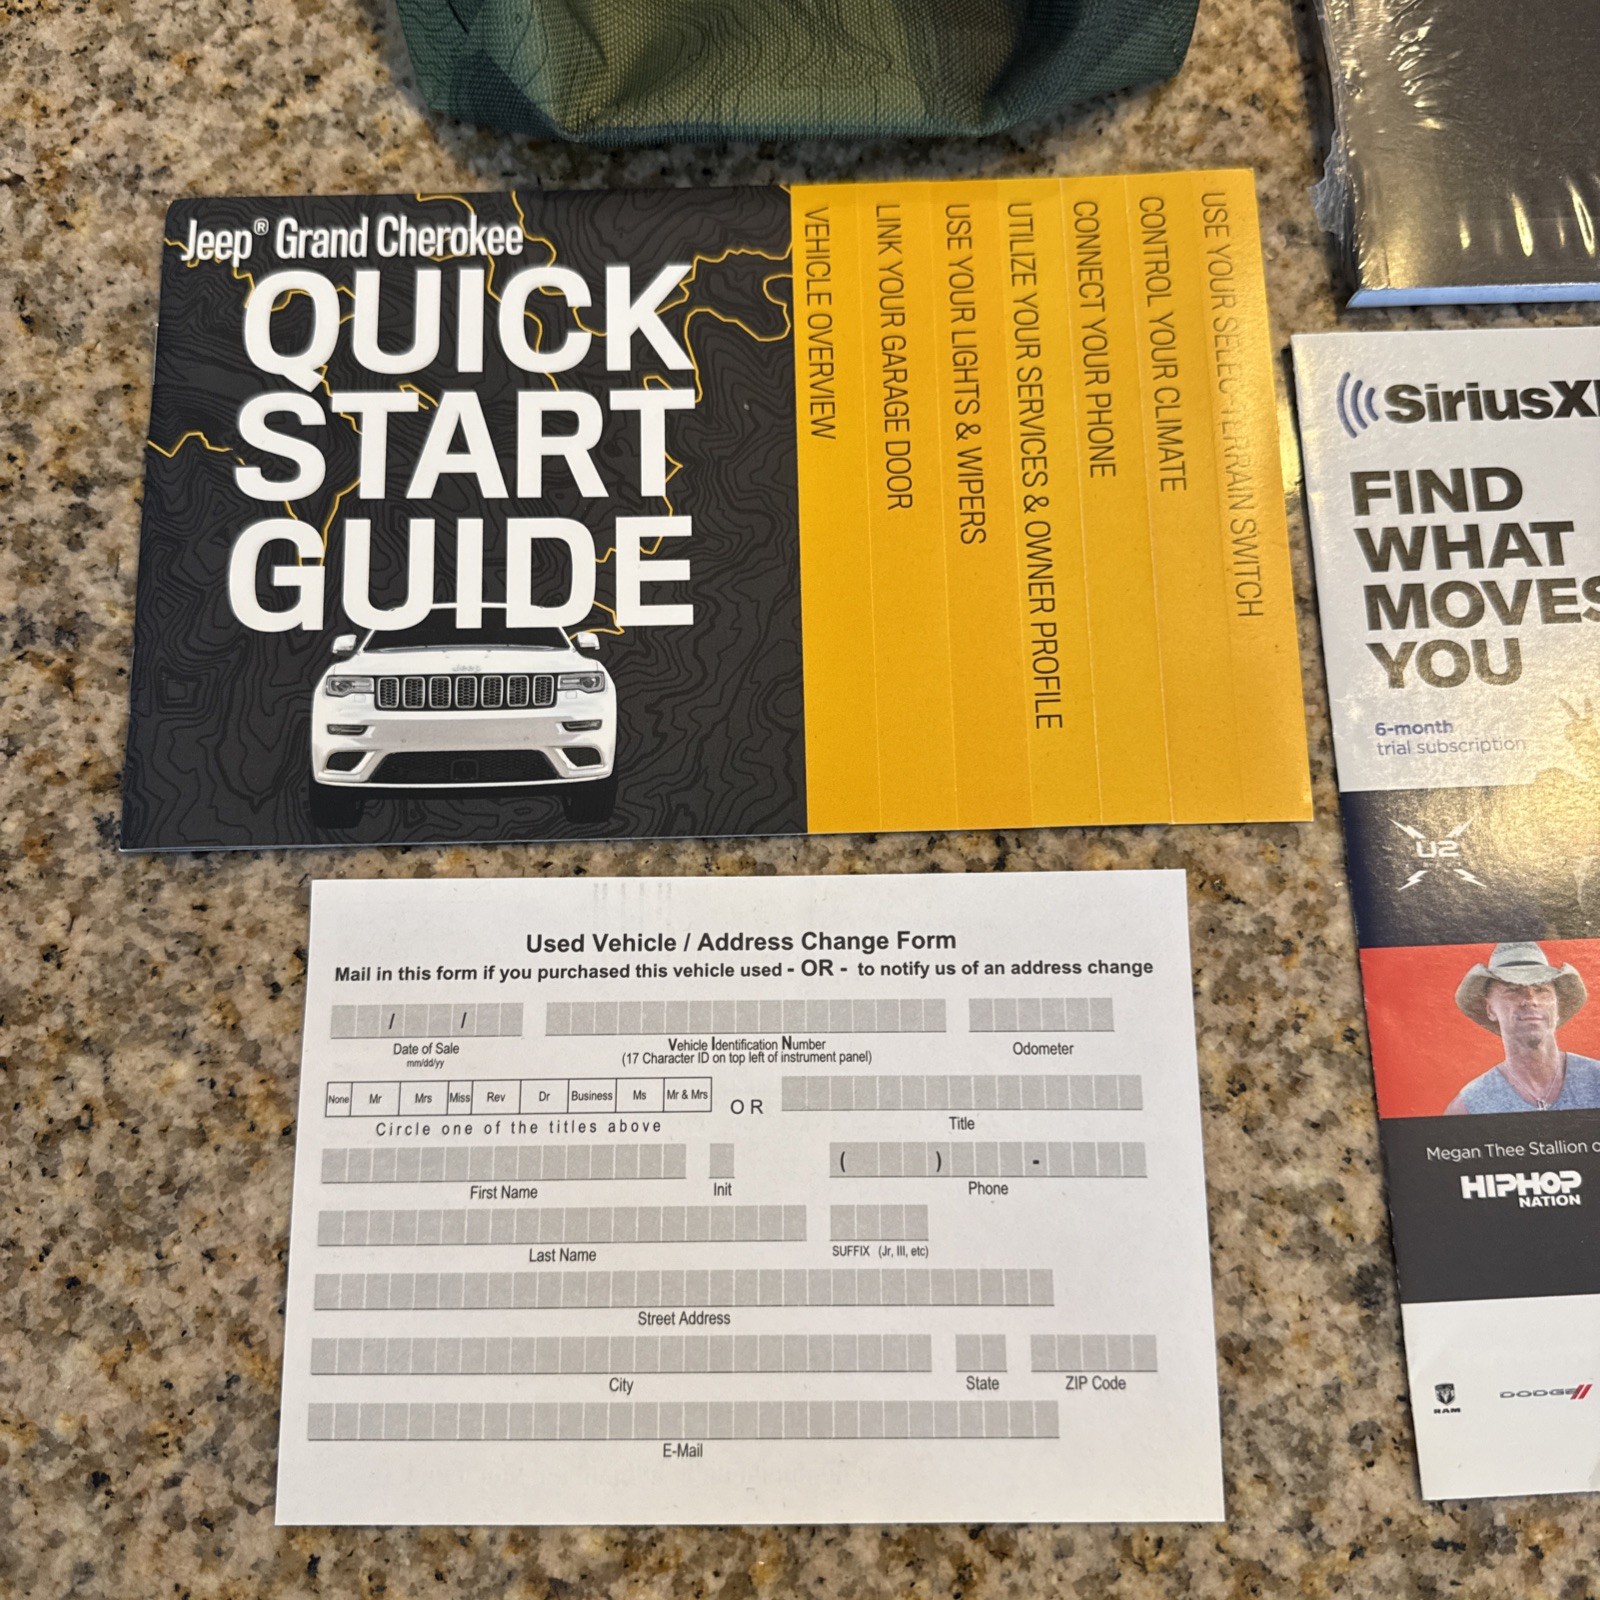 Jeep® Grand Cherokee
QUICK
START
GUIDE
Jeep
VEHICLE OVERVIEW
LINK YOUR GARAGE DOOR
USE YOUR LIGHTS & WIPERS
UTILIZE YOUR SERVICES & OWNER PROFILE
CONNECT YOUR PHONE
CONTROL YOUR CLIMATE
USE YOUR SELEC-TERRAIN SWITCH
SiriusX
FIND
WHAT
MOVES
YOU
6-month
trial subscription
U2
Megan Thee Stallion
HIPHOP
NATION
RAM
DODGE
Used Vehicle / Address Change Form
Mail in this form if you purchased this vehicle used - OR - to notify us of an address change
/ /
Date of Sale
mm/dd/yy
Vehicle Identification Number
(17 Character ID on top left of instrument panel)
Odometer
None Mr Mrs Miss Rev Dr Business Ms Mr & Mrs
Circle one of the titles above
OR
Title
First Name
Init
( ) -
Phone
Last Name
SUFFIX (Jr, III, etc)
Street Address
City
State
ZIP Code
E-Mail